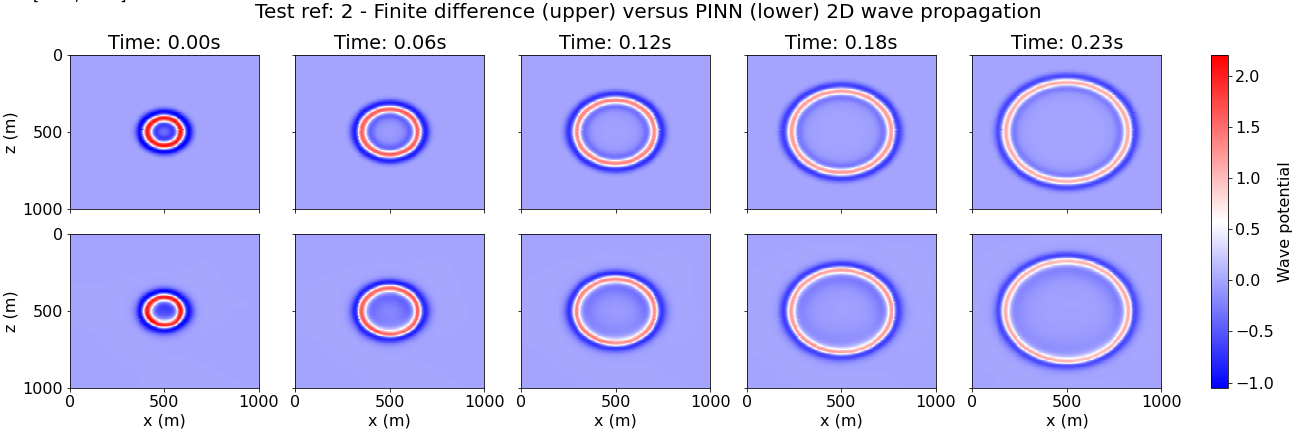 Test ref: 2 - Finite difference (upper) versus PINN (lower) 2D wave propagation
Time: 0.00s
Time: 0.06s
Time: 0.12s
Time: 0.18s
Time: 0.23s
0
500
1000
z (m)
0
500
1000
z (m)
0
500
1000
x (m)
0
500
1000
x (m)
0
500
1000
x (m)
0
500
1000
x (m)
0
500
1000
x (m)
2.0
1.5
1.0
0.5
0.0
−0.5
−1.0
Wave potential